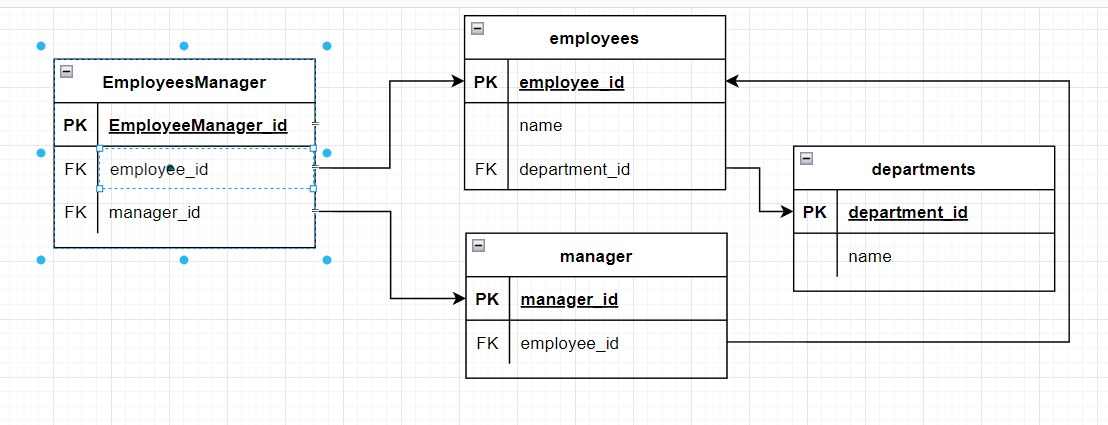 EmployeesManager
PK EmployeeManager_id
FK employee_id
FK manager_id
employees
PK employee_id
name
FK department_id
manager
PK manager_id
FK employee_id
departments
PK department_id
name